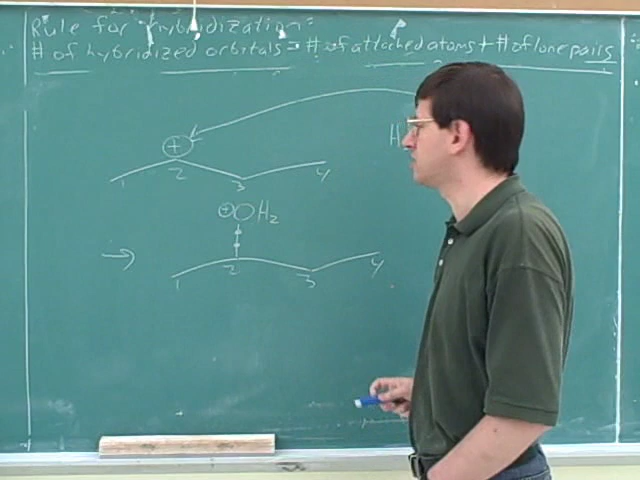 Rule for hybridization:
# of hybridized orbitals = # of attached atoms + # of lone pairs
H
+
1 2 3 4
+OH2
→ 1 2 3 4